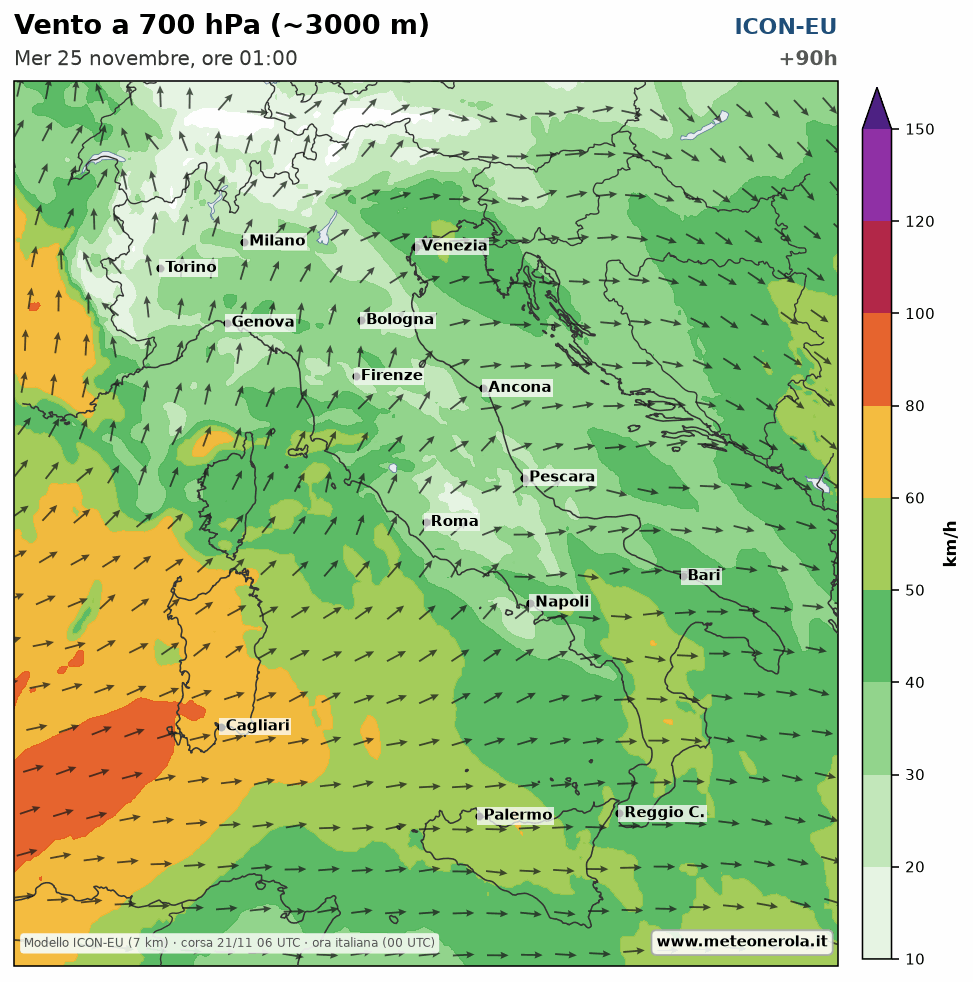 Vento a 700 hPa (~3000 m)
ICON-EU
Mer 25 novembre, ore 01:00
+90h
Milano
Venezia
Torino
Genova
Bologna
Firenze
Ancona
Pescara
Roma
Bari
Napoli
Cagliari
Palermo
Reggio C.
150
120
100
80
60
50
40
30
20
10
km/h
Modello ICON-EU (7 km) · corsa 21/11 06 UTC · ora italiana (00 UTC)
www.meteonerola.it